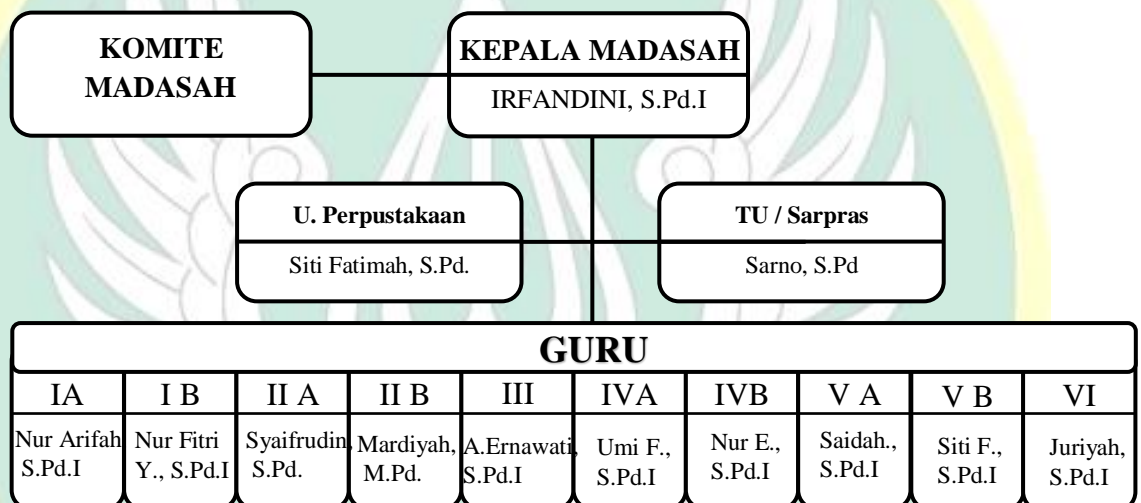 KOMITE
MADASAH
KEPALA MADASAH
IRFANDINI, S.Pd.I
U. Perpustakaan
Siti Fatimah, S.Pd.
TU / Sarpras
Sarno, S.Pd
GURU
IA
Nur Arifah
S.Pd.I
I B
Nur Fitri
Y., S.Pd.I
II A
Syaifrudin,
S.Pd.
II B
Mardiyah,
M.Pd.
III
A.Ernawati,
S.Pd.I
IVA
Umi F.,
S.Pd.I
IVB
Nur E.,
S.Pd.I
V A
Saidah.,
S.Pd.I
V B
Siti F.,
S.Pd.I
VI
Juriyah,
S.Pd.I